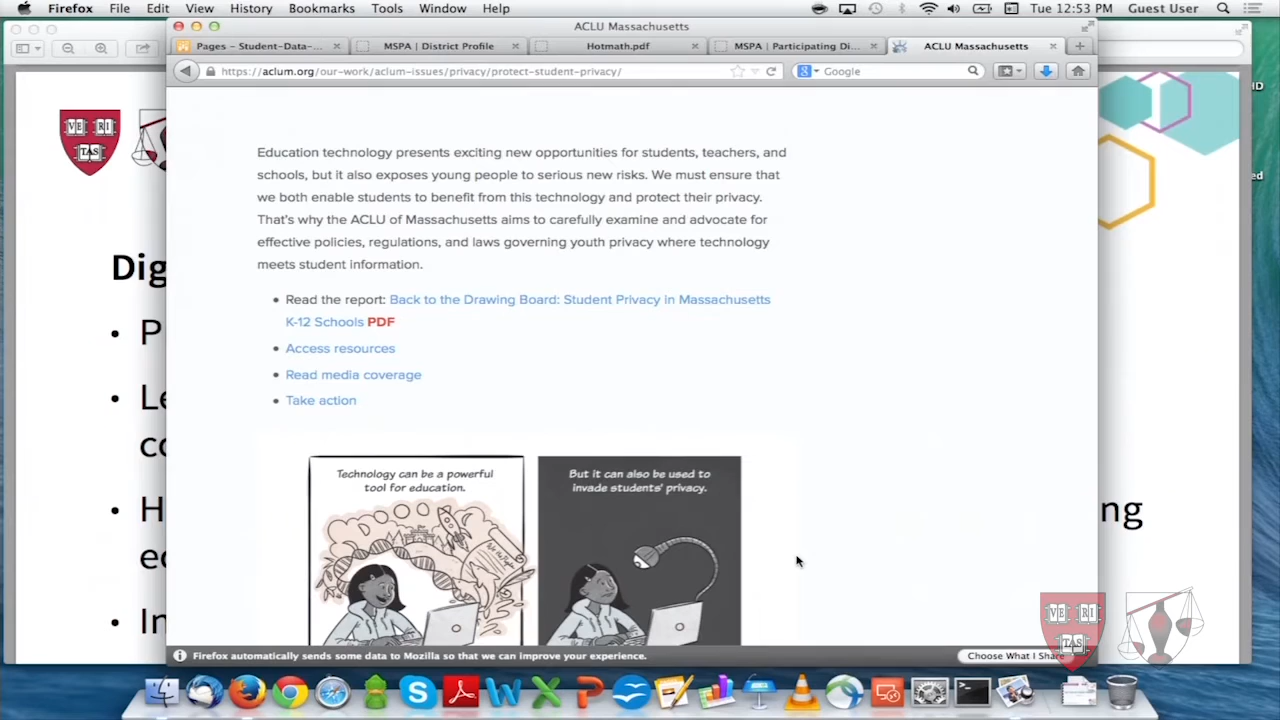 Firefox File Edit View History Bookmarks Tools Window Help Tue 12:53 PM Guest User
ACLU Massachusetts
Pages – Student-Data-... MSPA | District Profile Hotmath.pdf MSPA | Participating Di... ACLU Massachusetts
https://aclum.org/our-work/aclum-issues/privacy/protect-student-privacy/ Google
HD
VE RI
TAS
Education technology presents exciting new opportunities for students, teachers, and
schools, but it also exposes young people to serious new risks. We must ensure that
we both enable students to benefit from this technology and protect their privacy.
That's why the ACLU of Massachusetts aims to carefully examine and advocate for
effective policies, regulations, and laws governing youth privacy where technology
meets student information.
Dig
• Read the report: Back to the Drawing Board: Student Privacy in Massachusetts
K-12 Schools PDF
• Access resources
• Read media coverage
• Take action
• P
• Le
co
• H
ng
ec
• In
Technology can be a powerful
tool for education.
But it can also be used to
invade students' privacy.
We the People
VE RI
TAS
Firefox automatically sends some data to Mozilla so that we can improve your experience. Choose What I Share